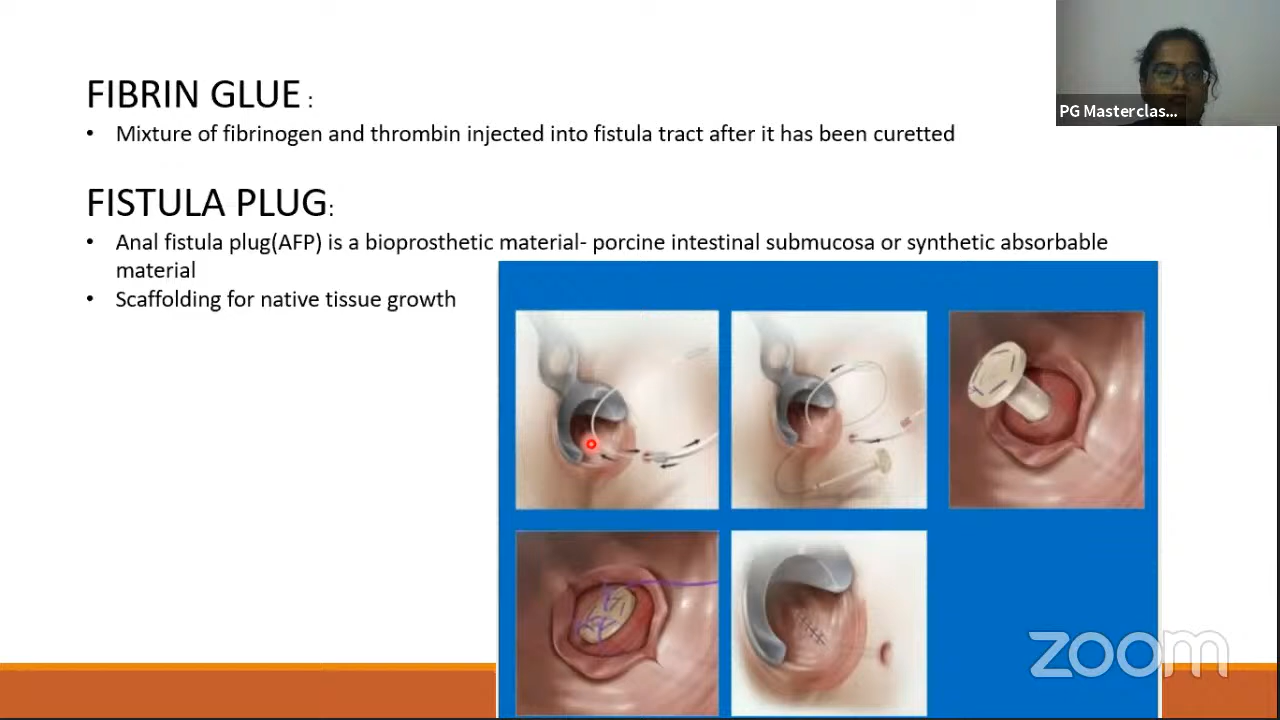 FIBRIN GLUE :
• Mixture of fibrinogen and thrombin injected into fistula tract after it has been curetted
PG Masterclas...
FISTULA PLUG:
• Anal fistula plug(AFP) is a bioprosthetic material- porcine intestinal submucosa or synthetic absorbable
material
• Scaffolding for native tissue growth
zoom